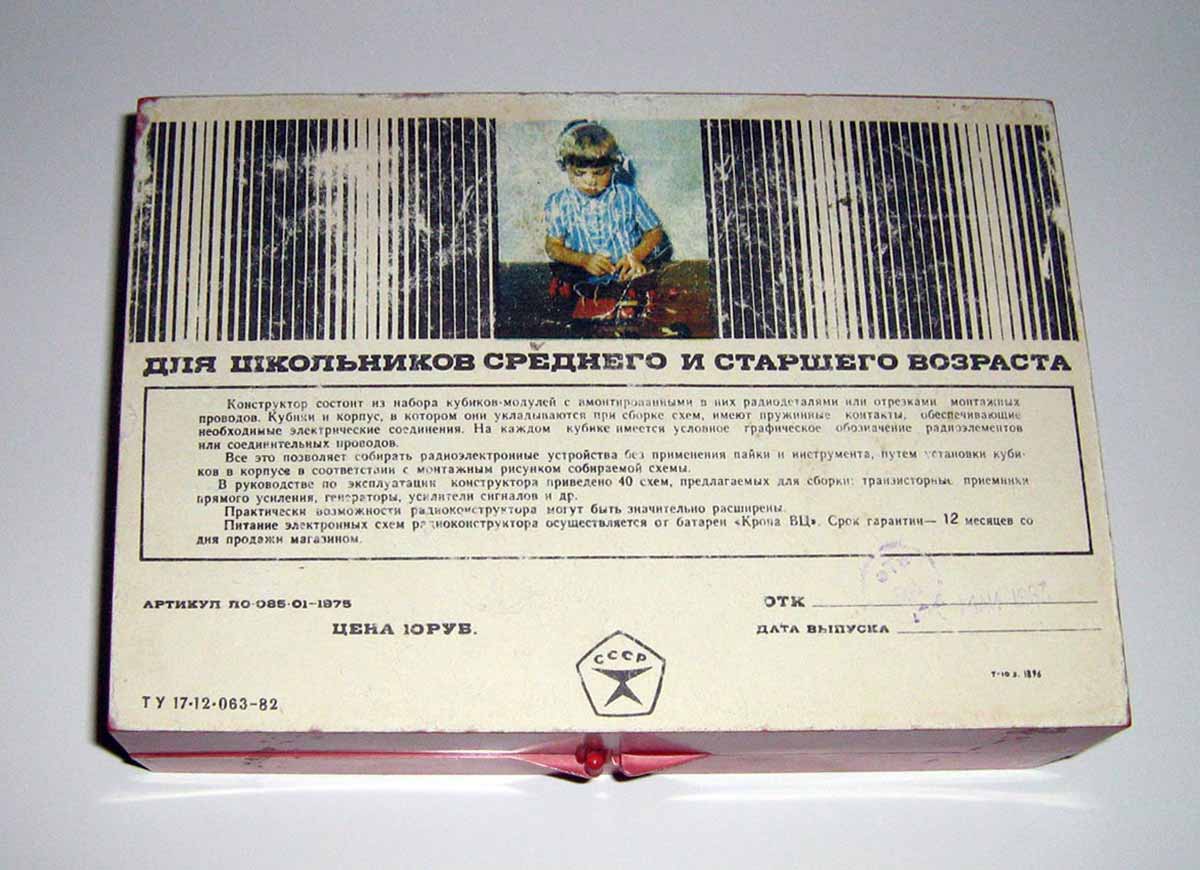 ДЛЯ ШКОЛЬНИКОВ СРЕДНЕГО И СТАРШЕГО ВОЗРАСТА
Конструктор состоит из набора кубиков-модулей с вмонтированными в них радиодеталями или отрезками монтажных
проводов. Кубики и корпус, в котором они укладываются при сборке схем, имеют пружинные контакты, обеспечивающие
необходимые электрические соединения. На каждом кубике имеется условное графическое обозначение радиоэлементов
или соединительных проводов.
Все это позволяет собирать радиоэлектронные устройства без применения пайки и инструмента, путем установки куби-
ков в корпусе в соответствии с монтажным рисунком собираемой схемы.
В руководстве по эксплуатации конструктора приведено 40 схем, предлагаемых для сборки: транзисторные приемники
прямого усиления, генераторы, усилители сигналов и др.
Практически возможности радиоконструктора могут быть значительно расширены.
Питание электронных схем радиоконструктора осуществляется от батареи «Крона ВЦ». Срок гарантии— 12 месяцев со
дня продажи магазином.
АРТИКУЛ ЛО-085-01-1975
ОТК
ЦЕНА 10РУБ.
ДАТА ВЫПУСКА
СССР
Т-10 з. 1896
ТУ 17·12·063-82